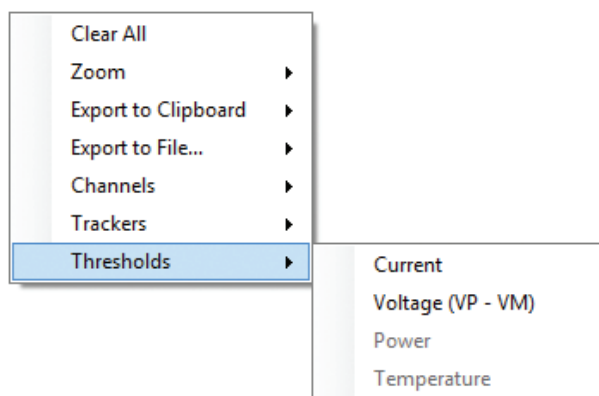 Clear All
Zoom
Export to Clipboard
Export to File...
Channels
Trackers
Thresholds
Current
Voltage (VP - VM)
Power
Temperature